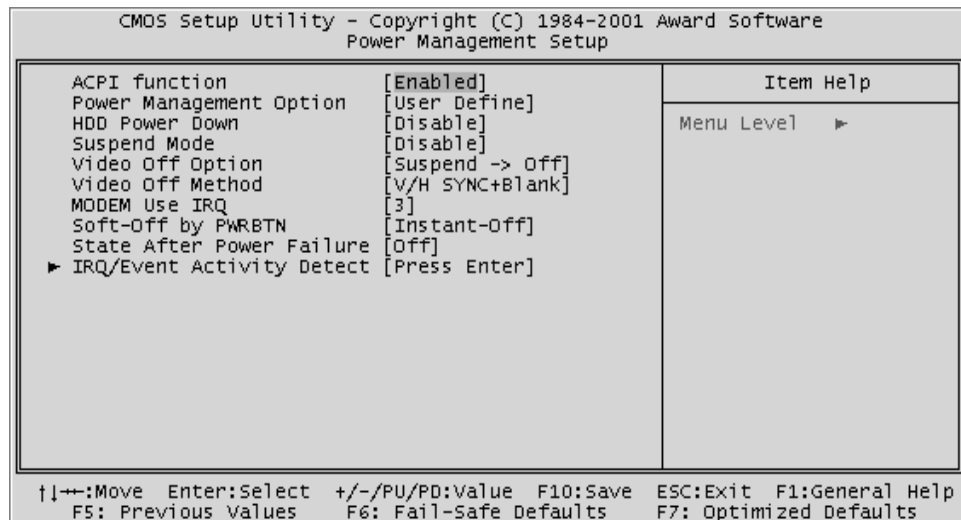 CMOS Setup Utility - Copyright (C) 1984-2001 Award Software
Power Management Setup
ACPI function [Enabled]
Power Management Option [User Define]
HDD Power Down [Disable]
Suspend Mode [Disable]
Video Off Option [Suspend -> Off]
Video Off Method [V/H SYNC+Blank]
MODEM Use IRQ [3]
Soft-Off by PWRBTN [Instant-Off]
State After Power Failure [Off]
► IRQ/Event Activity Detect [Press Enter]
Item Help
Menu Level ►
↑↓→←:Move Enter:Select +/-/PU/PD:Value F10:Save ESC:Exit F1:General Help
F5: Previous Values F6: Fail-Safe Defaults F7: Optimized Defaults